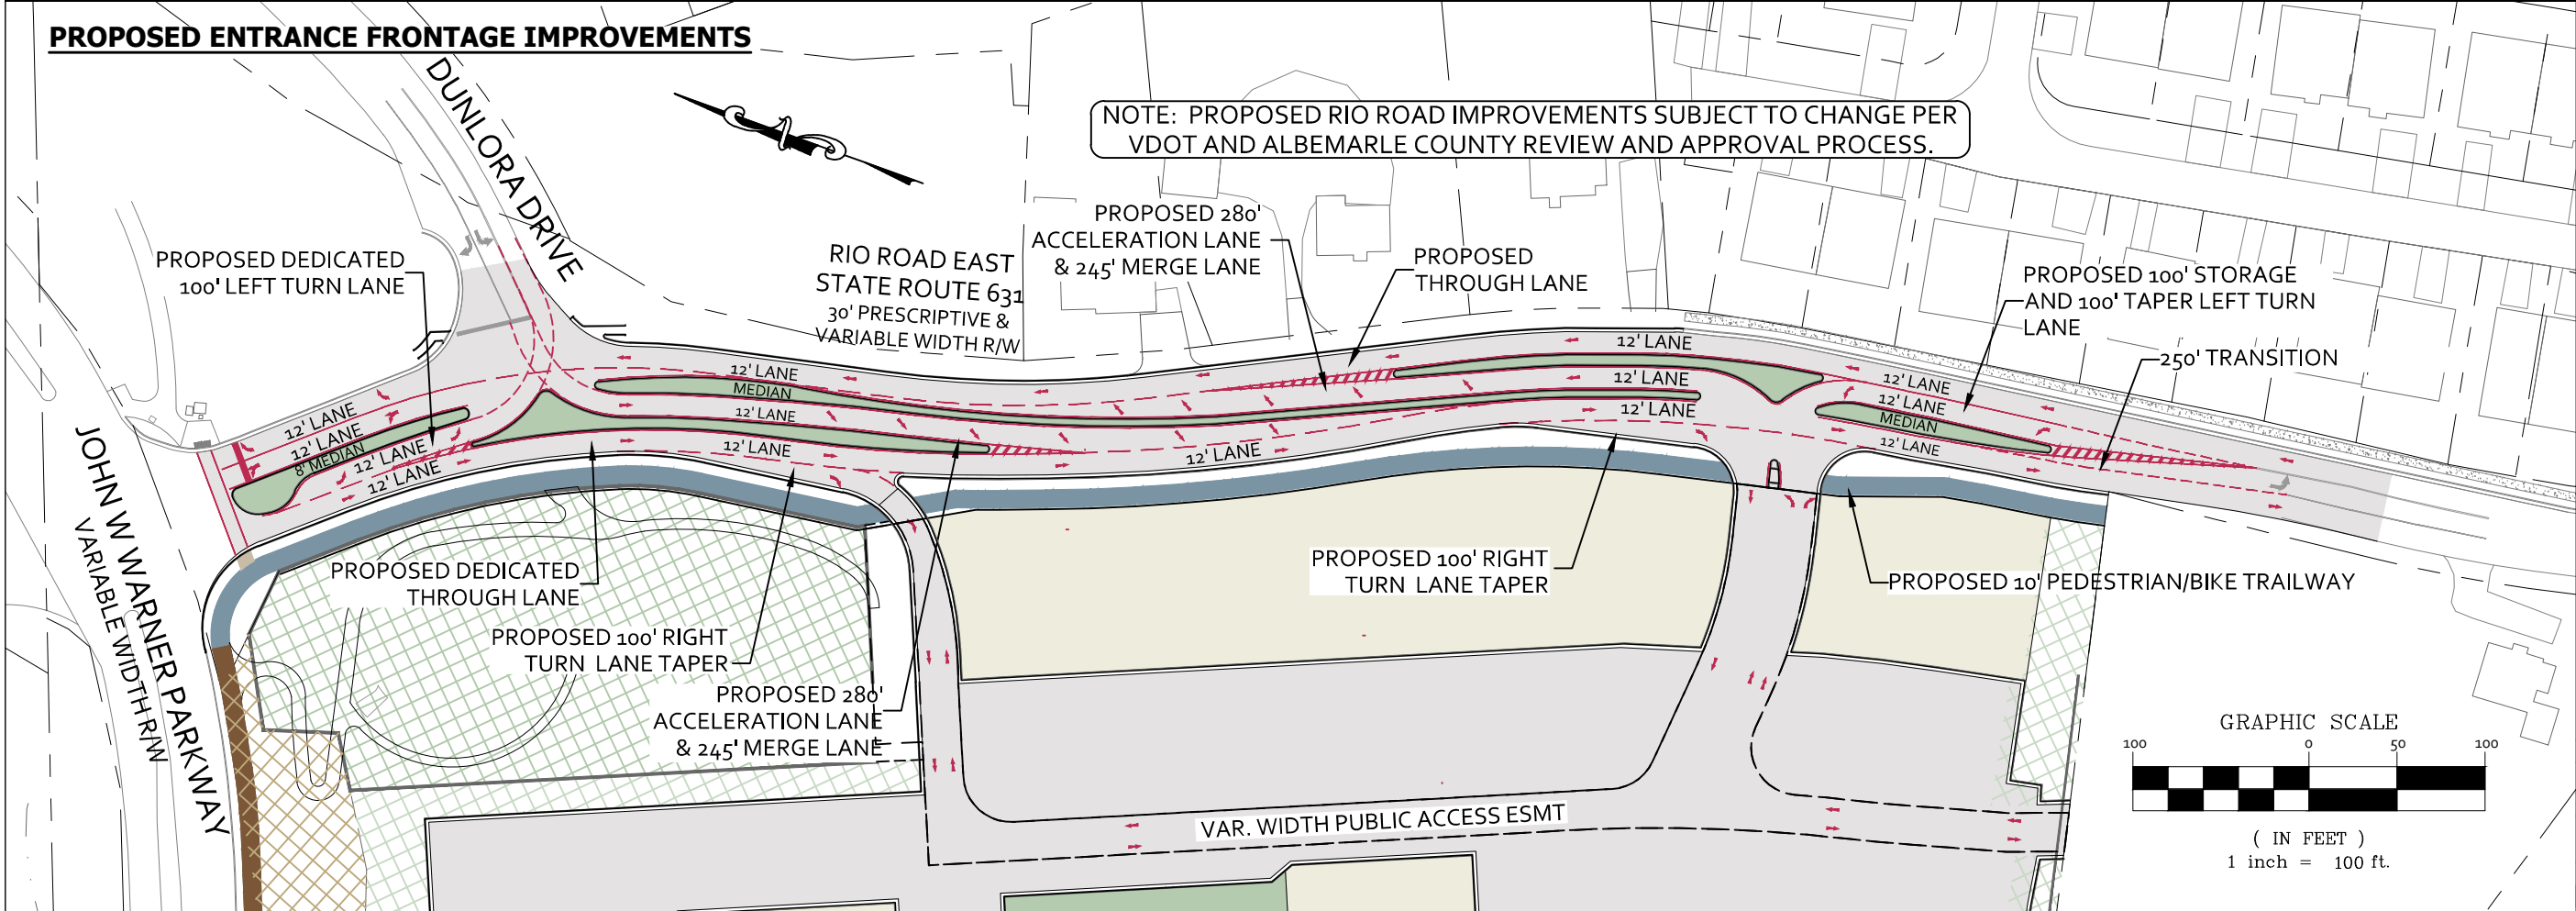 PROPOSED ENTRANCE FRONTAGE IMPROVEMENTS
DUNLORA DRIVE
NOTE: PROPOSED RIO ROAD IMPROVEMENTS SUBJECT TO CHANGE PER
VDOT AND ALBEMARLE COUNTY REVIEW AND APPROVAL PROCESS.
PROPOSED DEDICATED
100' LEFT TURN LANE
RIO ROAD EAST
STATE ROUTE 631
30' PRESCRIPTIVE &
VARIABLE WIDTH R/W
PROPOSED 280'
ACCELERATION LANE
& 245' MERGE LANE
PROPOSED
THROUGH LANE
PROPOSED 100' STORAGE
AND 100' TAPER LEFT TURN
LANE
250' TRANSITION
12' LANE
12' LANE
8' MEDIAN
12' LANE
12' LANE
12' LANE
MEDIAN
12' LANE
12' LANE
12' LANE
12' LANE
12' LANE
12' LANE
12' LANE
12' LANE
MEDIAN
12' LANE
JOHN W WARNER PARKWAY
VARIABLE WIDTH R/W
PROPOSED DEDICATED
THROUGH LANE
PROPOSED 100' RIGHT
TURN LANE TAPER
PROPOSED 280'
ACCELERATION LANE
& 245' MERGE LANE
PROPOSED 100' RIGHT
TURN LANE TAPER
PROPOSED 10' PEDESTRIAN/BIKE TRAILWAY
VAR. WIDTH PUBLIC ACCESS ESMT
GRAPHIC SCALE
100 0 50 100
( IN FEET )
1 inch = 100 ft.